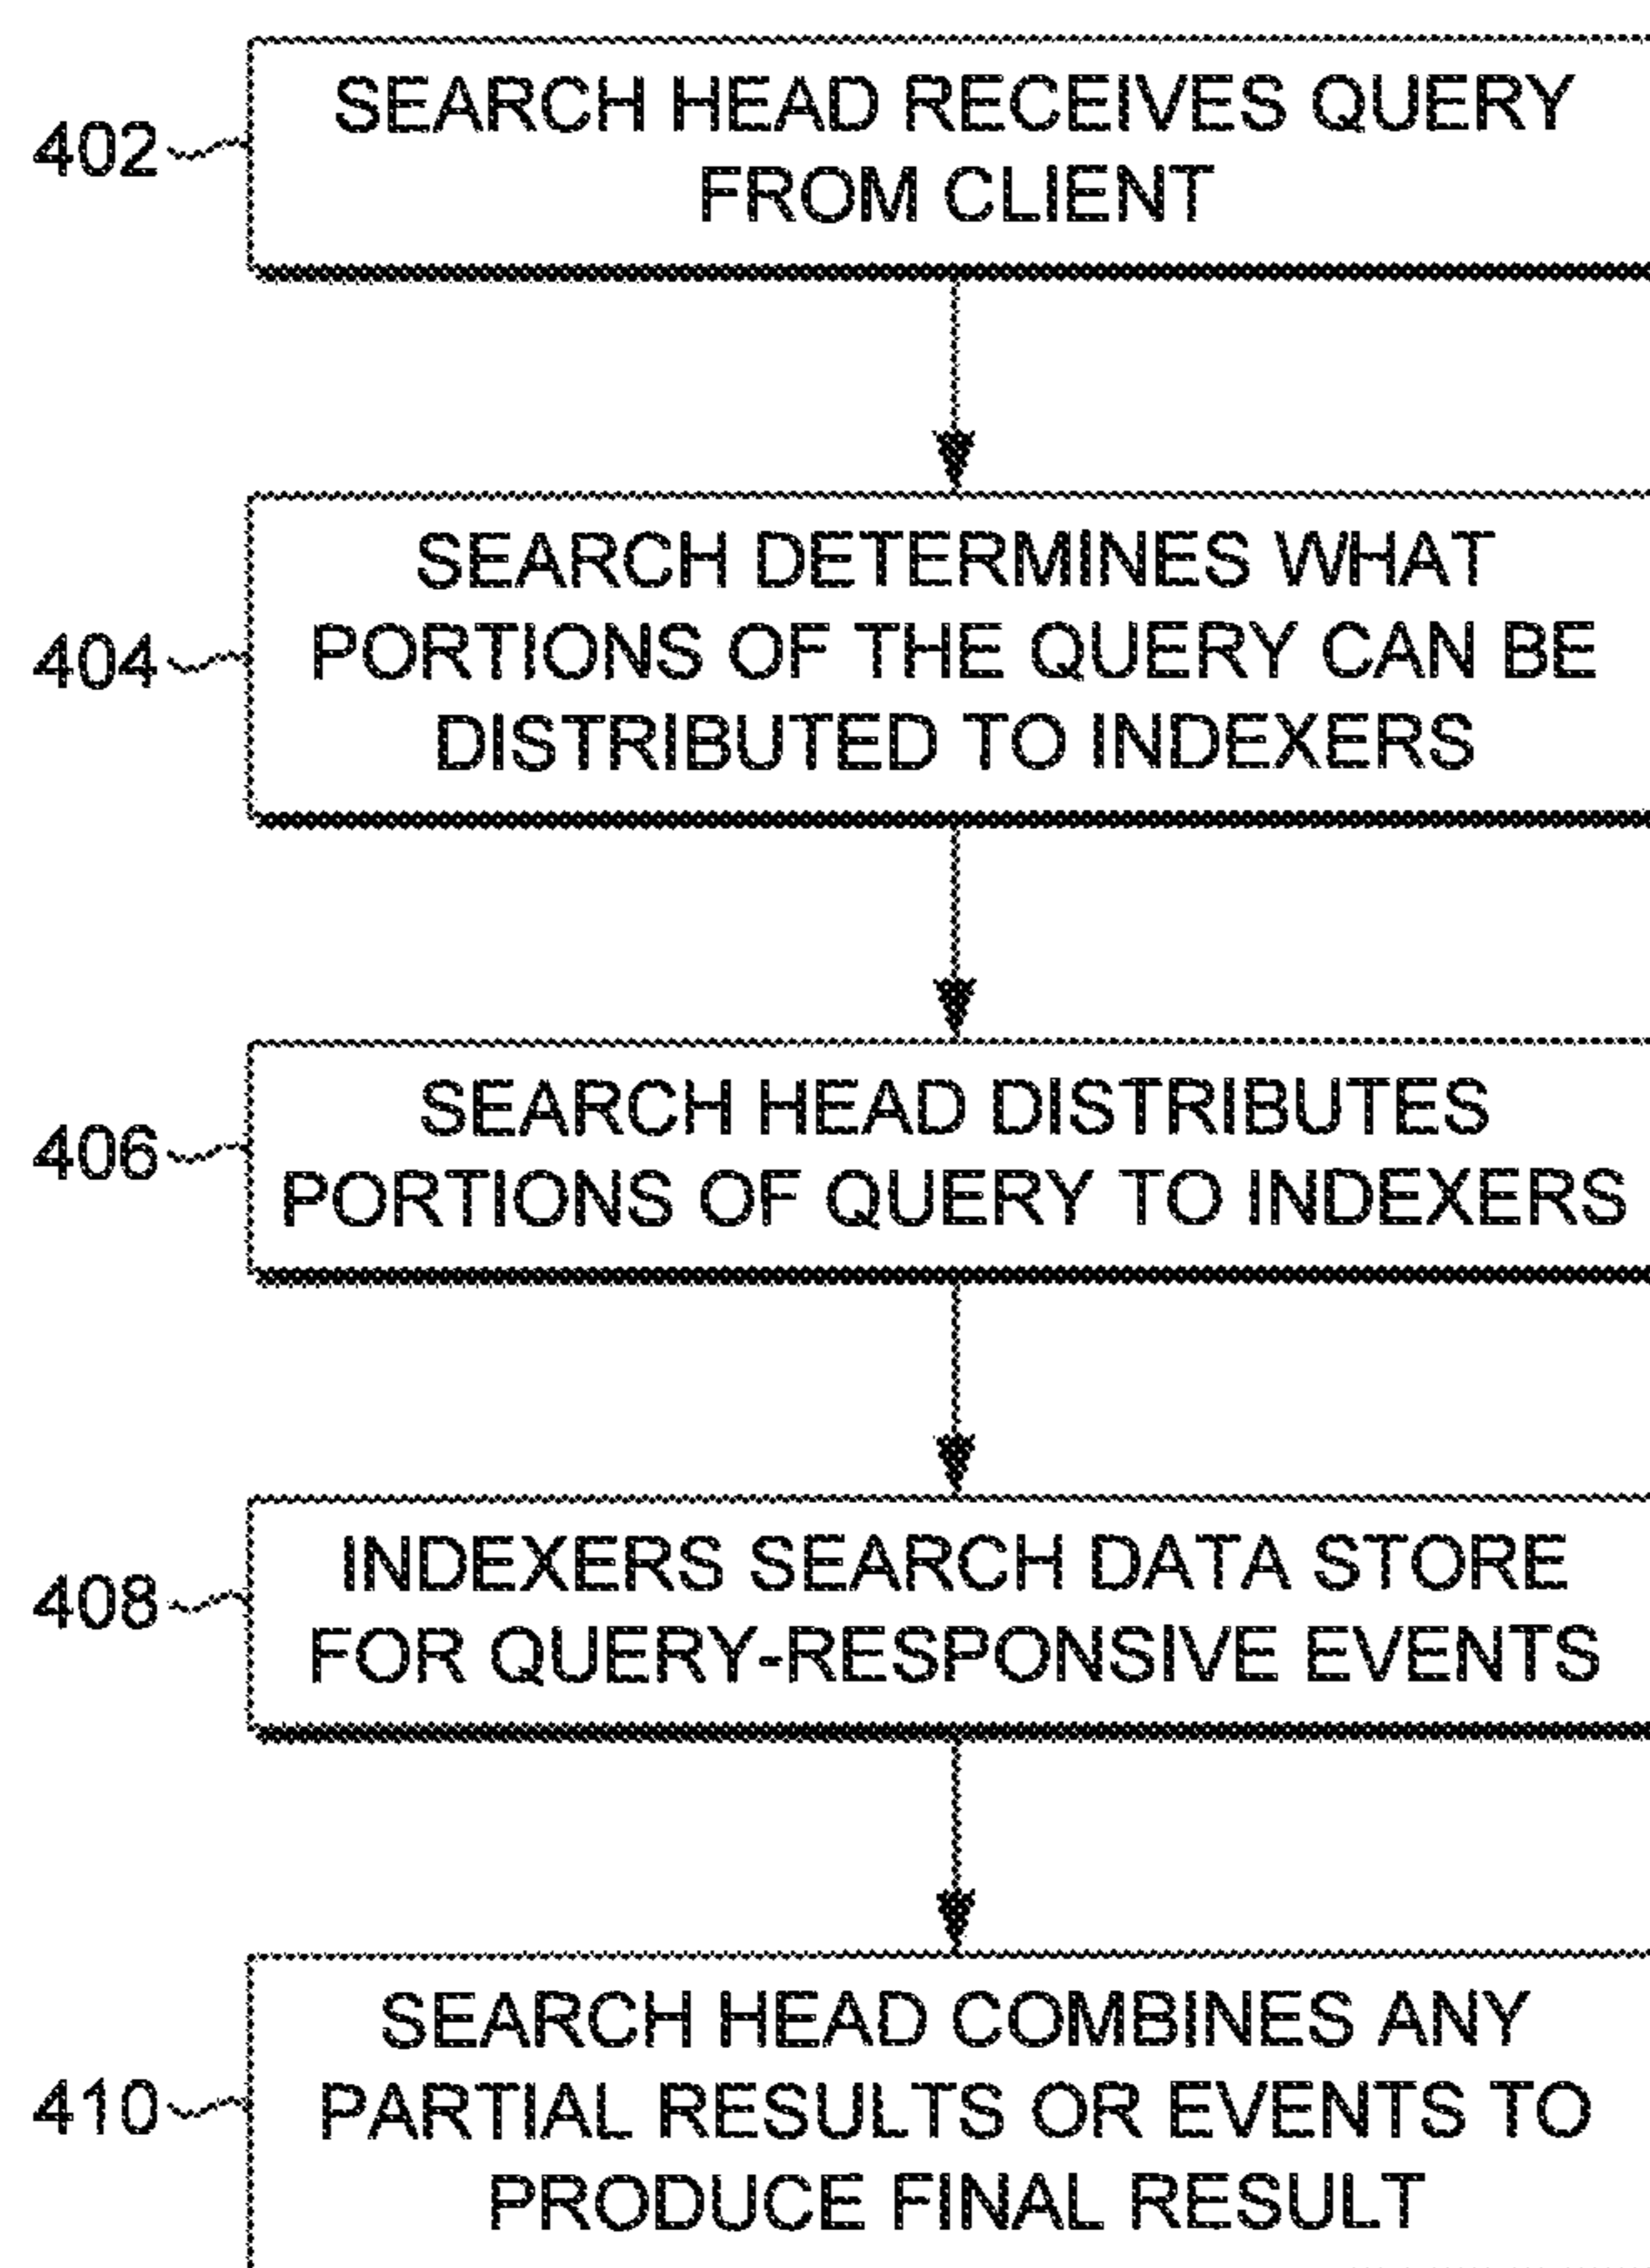 402
SEARCH HEAD RECEIVES QUERY
FROM CLIENT
404
SEARCH DETERMINES WHAT
PORTIONS OF THE QUERY CAN BE
DISTRIBUTED TO INDEXERS
406
SEARCH HEAD DISTRIBUTES
PORTIONS OF QUERY TO INDEXERS
408
INDEXERS SEARCH DATA STORE
FOR QUERY-RESPONSIVE EVENTS
410
SEARCH HEAD COMBINES ANY
PARTIAL RESULTS OR EVENTS TO
PRODUCE FINAL RESULT